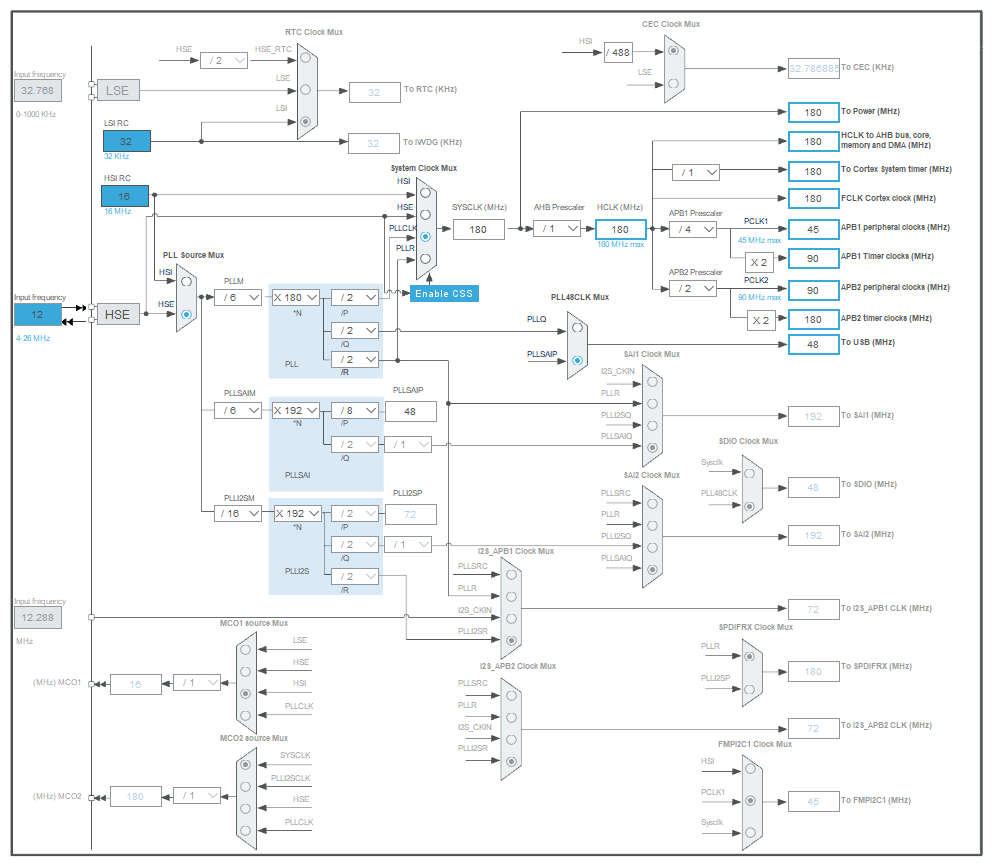 RTC Clock Mux
CEC Clock Mux
HSE
/ 2
HSE_RTC
HSI
/ 488
Input frequency
32.768
0-1000 KHz
LSE
LSE
LSI
32
To RTC (KHz)
LSE
32.786885
To CEC (KHz)
LSI RC
32
32 KHz
32
To IWDG (KHz)
180
To Power (MHz)
180
HCLK to AHB bus, core,
memory and DMA (MHz)
HSI RC
16
16 MHz
System Clock Mux
HSI
HSE
PLLCLK
PLLR
SYSCLK (MHz)
180
AHB Prescaler
/ 1
HCLK (MHz)
180
180 MHz max
/ 1
180
To Cortex System timer (MHz)
180
FCLK Cortex clock (MHz)
APB1 Prescaler
/ 4
PCLK1
45 MHz max
45
APB1 peripheral clocks (MHz)
X 2
90
APB1 Timer clocks (MHz)
APB2 Prescaler
/ 2
PCLK2
90 MHz max
90
APB2 peripheral clocks (MHz)
X 2
180
APB2 timer clocks (MHz)
48
To USB (MHz)
PLL Source Mux
HSI
HSE
Input frequency
12
4-26 MHz
HSE
PLLM
/ 6
X 180
*N
/ 2
/P
/ 2
/Q
/ 2
/R
PLL
Enable CSS
PLL48CLK Mux
PLLQ
PLLSAIP
PLLSAIM
/ 6
X 192
*N
/ 8
/P
PLLSAIP
48
/ 2
/Q
/ 1
PLLSAI
SAI1 Clock Mux
I2S_CKIN
PLLR
PLLI2SQ
PLLSAIQ
192
To SAI1 (MHz)
SDIO Clock Mux
Sysclk
PLL48CLK
48
To SDIO (MHz)
PLLI2SM
/ 16
X 192
*N
/ 2
/P
PLLI2SP
72
/ 2
/Q
/ 1
/ 2
/R
PLLI2S
SAI2 Clock Mux
PLLSRC
PLLR
PLLI2SQ
PLLSAIQ
192
To SAI2 (MHz)
I2S_APB1 Clock Mux
PLLSRC
PLLR
I2S_CKIN
PLLI2SR
72
To I2S_APB1 CLK (MHz)
Input frequency
12.288
MHz
SPDIFRX Clock Mux
PLLR
PLLI2SP
180
To SPDIFRX (MHz)
MCO1 source Mux
LSE
HSE
HSI
PLLCLK
(MHz) MCO1
16
/ 1
I2S_APB2 Clock Mux
PLLSRC
PLLR
I2S_CKIN
PLLI2SR
72
To I2S_APB2 CLK (MHz)
MCO2 source Mux
SYSCLK
PLLI2SCLK
HSE
PLLCLK
(MHz) MCO2
180
/ 1
FMPI2C1 Clock Mux
HSI
PCLK1
Sysclk
45
To FMPI2C1 (MHz)